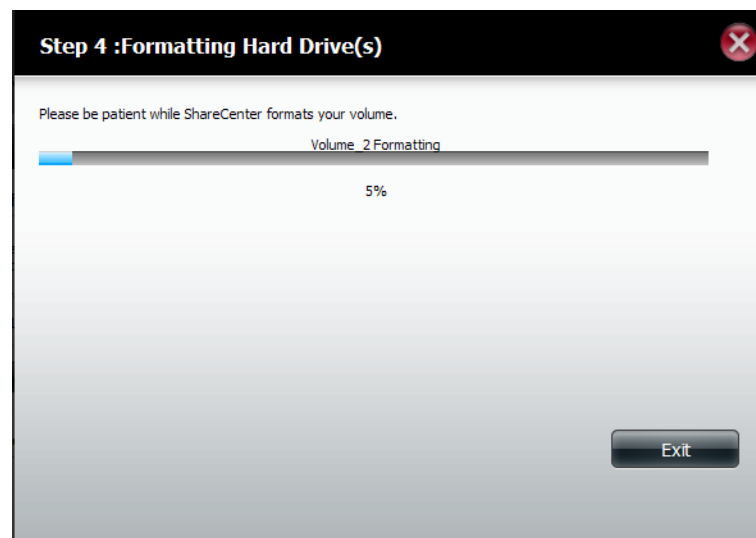 Step 4 :Formatting Hard Drive(s)
Please be patient while ShareCenter formats your volume.
Volume_2 Formatting
5%
Exit